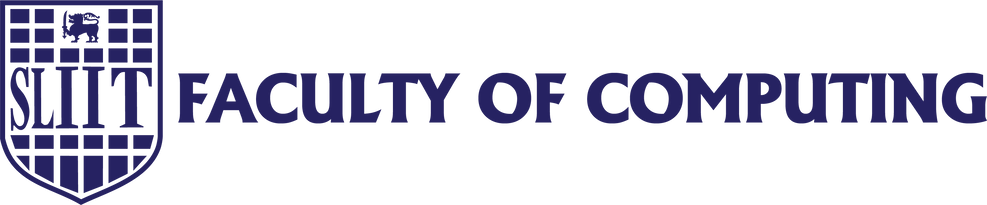 SLIIT
FACULTY OF COMPUTING